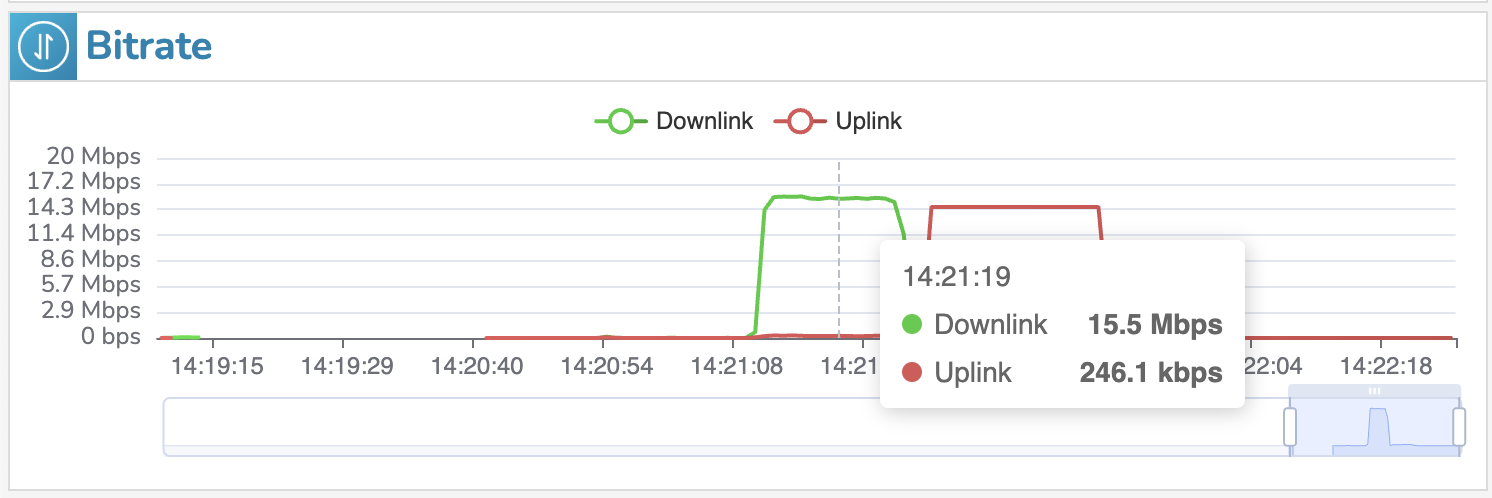 Bitrate
Downlink Uplink
20 Mbps
17.2 Mbps
14.3 Mbps
11.4 Mbps
8.6 Mbps
5.7 Mbps
2.9 Mbps
0 bps
14:19:15 14:19:29 14:20:40 14:20:54 14:21:08 14:21 22:04 14:22:18
14:21:19
Downlink 15.5 Mbps
Uplink 246.1 kbps